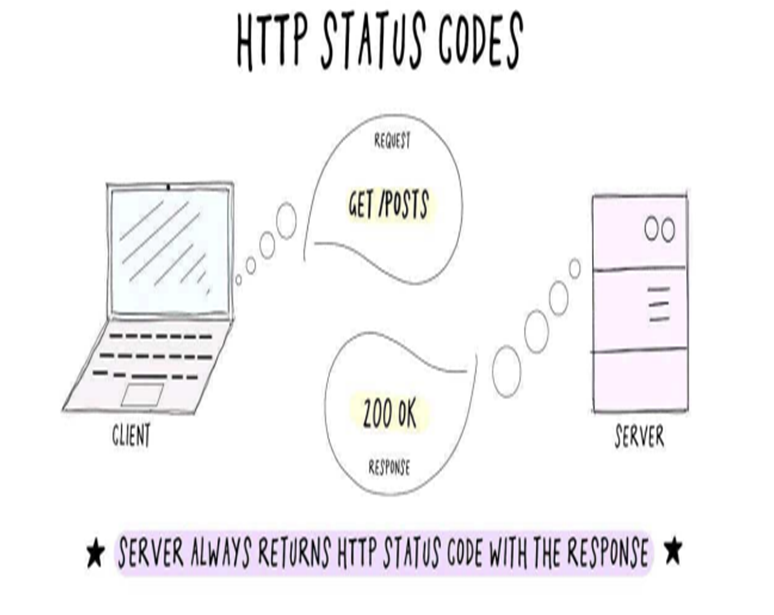 HTTP STATUS CODES
REQUEST
GET /POSTS
CLIENT
200 OK
RESPONSE
SERVER
★ SERVER ALWAYS RETURNS HTTP STATUS CODE WITH THE RESPONSE ★